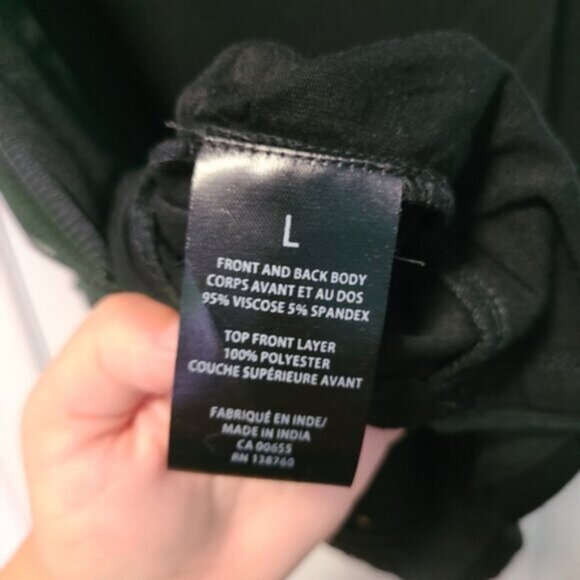 L
FRONT AND BACK BODY
CORPS AVANT ET AU DOS
95% VISCOSE 5% SPANDEX
TOP FRONT LAYER
100% POLYESTER
COUCHE SUPÉRIEURE AVANT
FABRIQUÉ EN INDE/
MADE IN INDIA
CA 00655
RN 138760